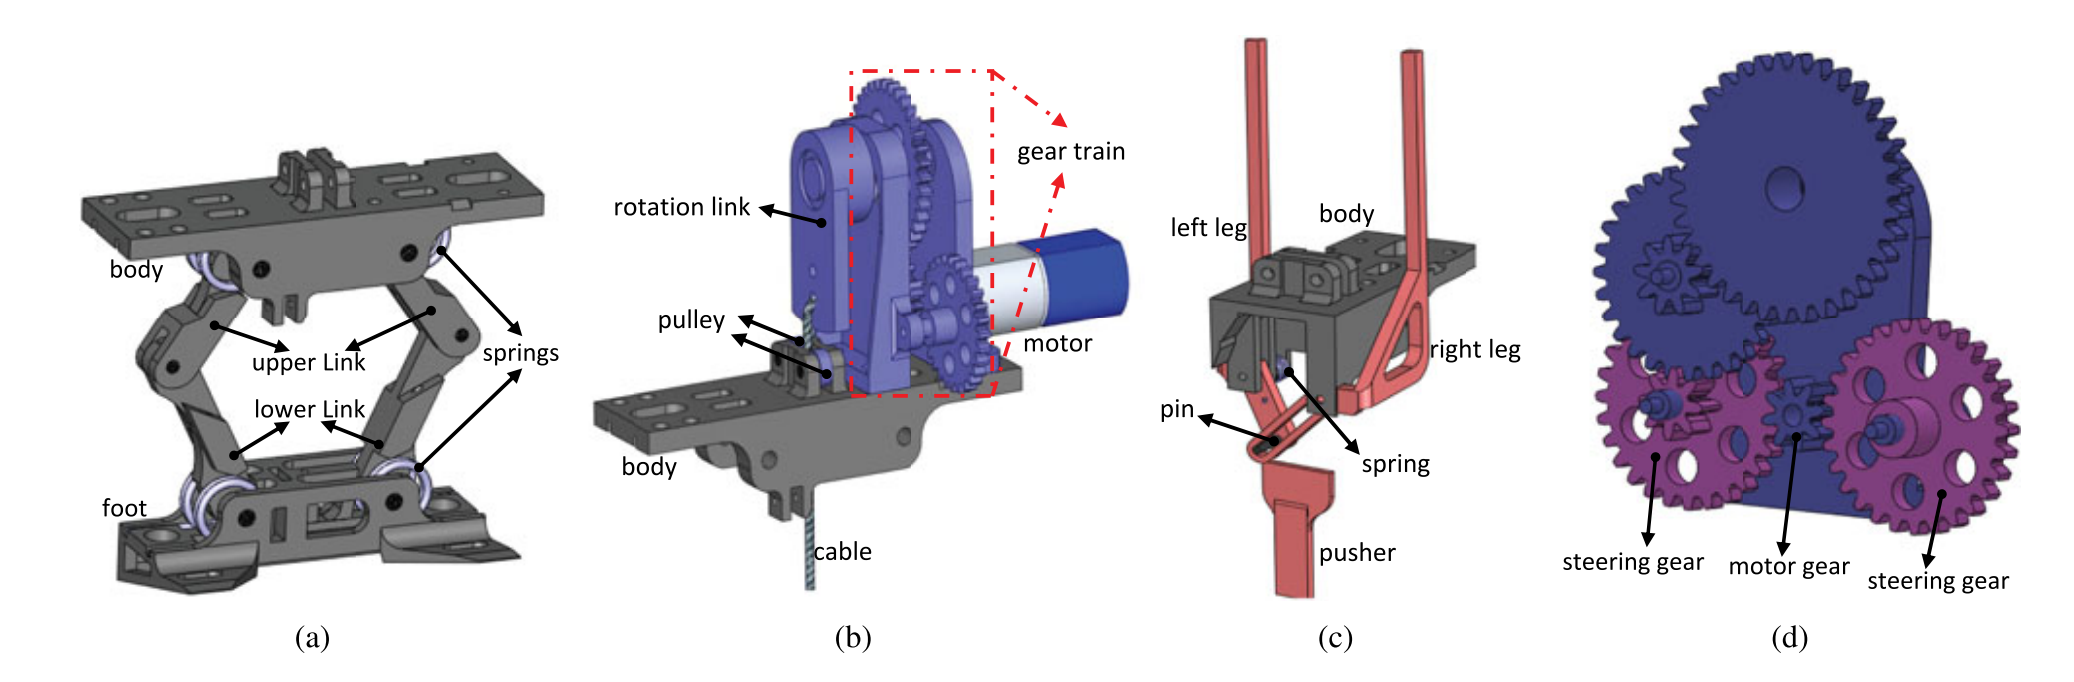 body
upper Link
springs
lower Link
foot
(a)
gear train
rotation link
pulley
motor
body
cable
(b)
body
left leg
right leg
pin
spring
pusher
(c)
steering gear
motor gear
steering gear
(d)